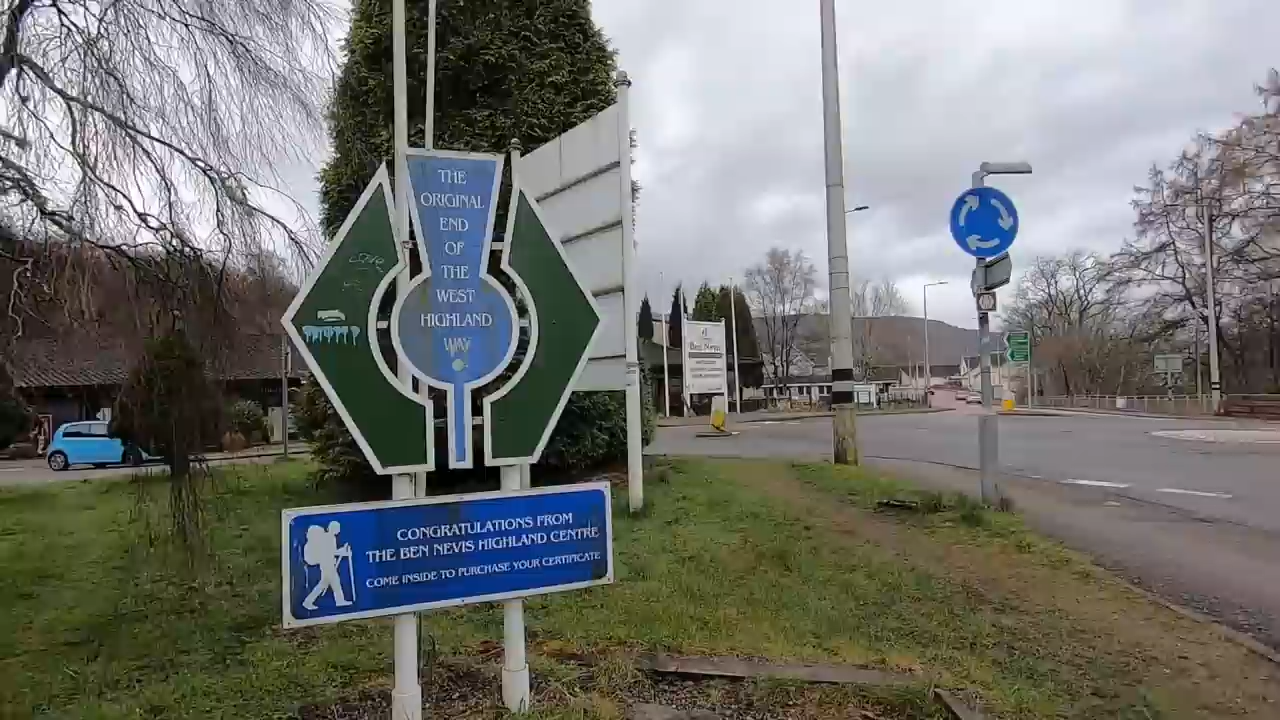 THE
ORIGINAL
END
OF
THE
WEST
HIGHLAND
WAY
CONGRATULATIONS FROM
THE BEN NEVIS HIGHLAND CENTRE
COME INSIDE TO PURCHASE YOUR CERTIFICATE
Ben Nevis